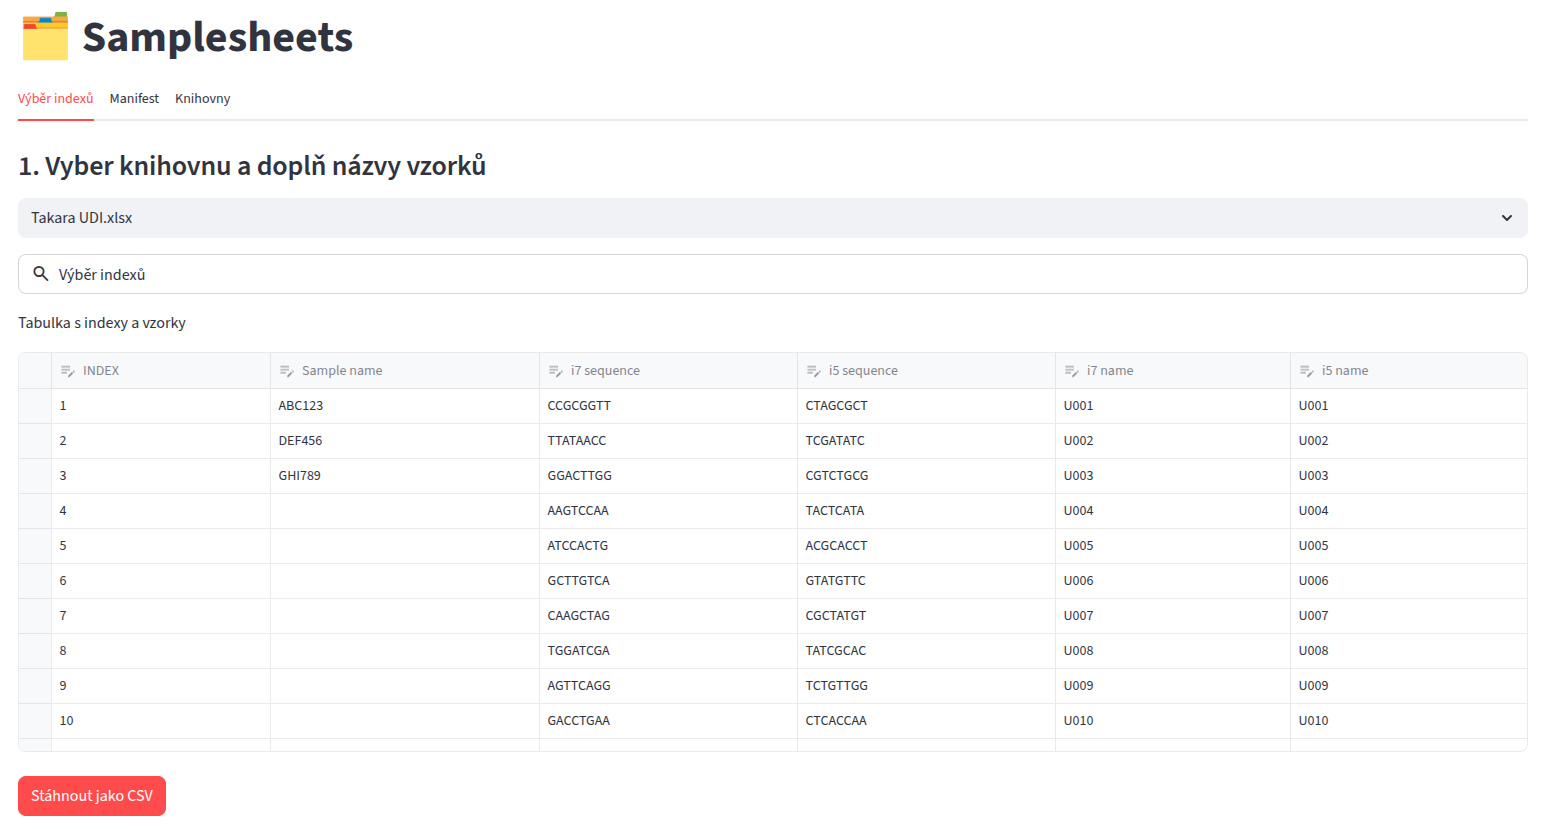 Samplesheets
Výběr indexů Manifest Knihovny
1. Vyber knihovnu a doplň názvy vzorků
Takara UDI.xlsx
Výběr indexů
Tabulka s indexy a vzorky
INDEX Sample name i7 sequence i5 sequence i7 name i5 name
1 ABC123 CCGCGGTT CTAGCGCT U001 U001
2 DEF456 TTATAACC TCGATATC U002 U002
3 GHI789 GGACTTGG CGTCTGCG U003 U003
4 AAGTCCAA TACTCATA U004 U004
5 ATCCACTG ACGCACCT U005 U005
6 GCTTGTCA GTATGTTC U006 U006
7 CAAGCTAG CGCTATGT U007 U007
8 TGGATCGA TATCGCAC U008 U008
9 AGTTCAGG TCTGTTGG U009 U009
10 GACCTGAA CTCACCAA U010 U010
Stáhnout jako CSV